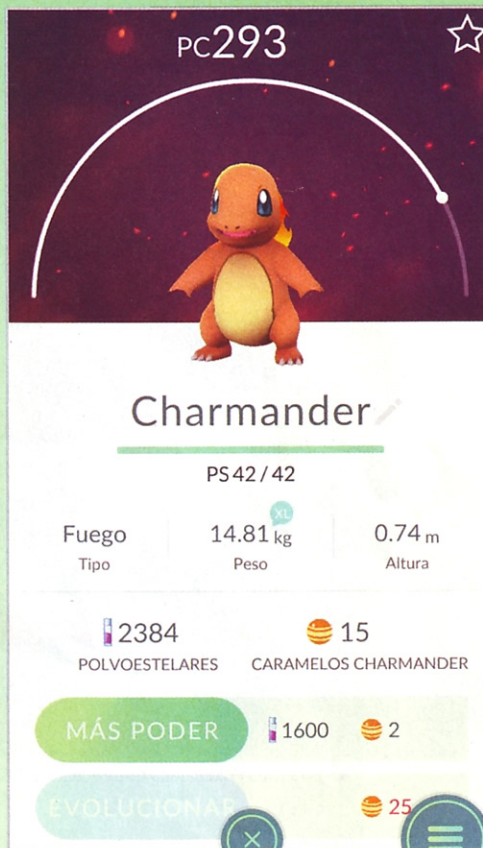 PC293
Charmander
PS 42 / 42
XL
Fuego 14.81 kg 0.74 m
Tipo Peso Altura
2384 15
POLVOESTELARES CARAMELOS CHARMANDER
MÁS PODER 1600 2
EVOLUCIONAR 25